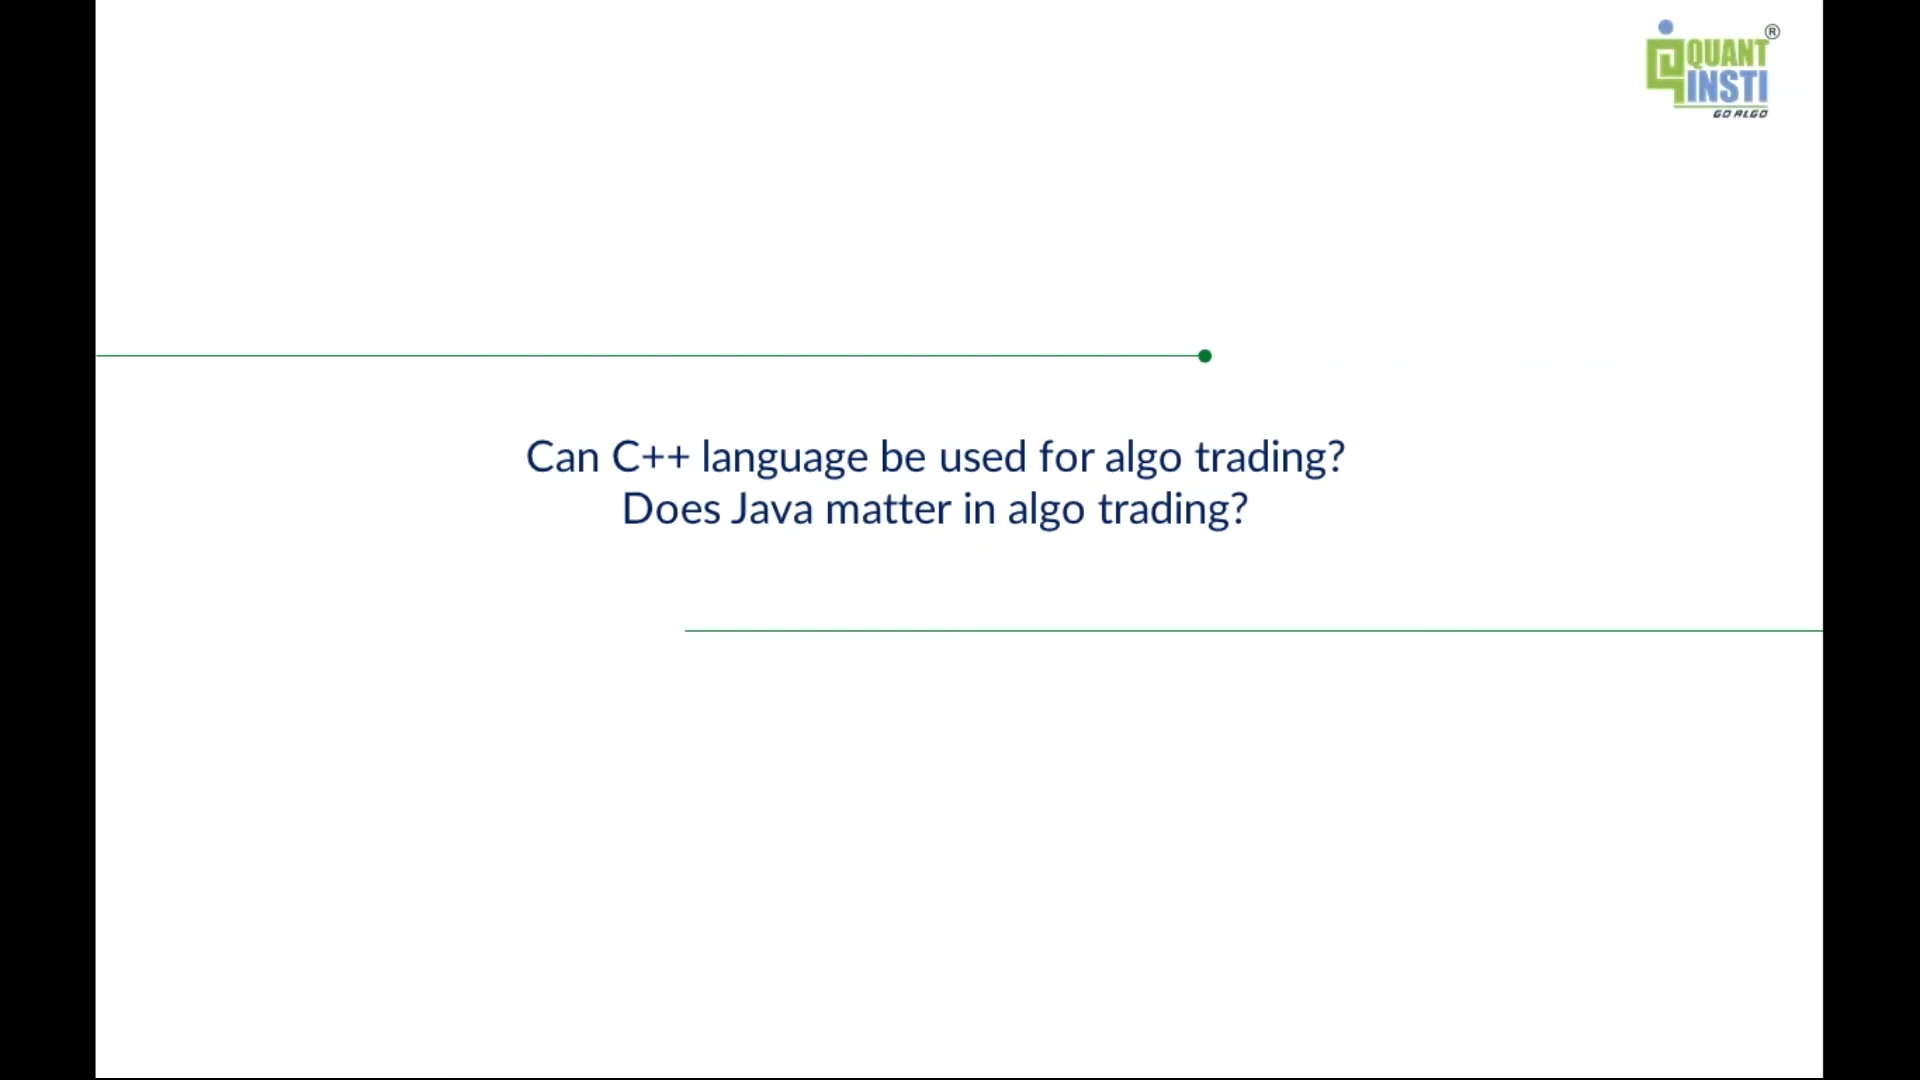 QUANT
INSTI
®
GO ALGO
Can C++ language be used for algo trading?
Does Java matter in algo trading?